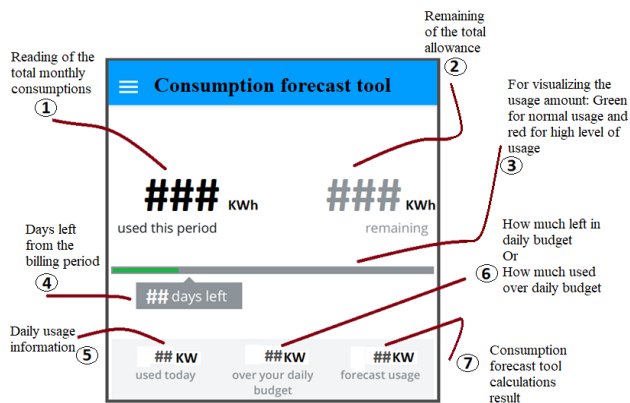 Remaining
of the total
allowance
②
Reading of the
total monthly
consumptions
①
For visualizing the
usage amount: Green
for normal usage and
red for high level of
usage
③
Consumption forecast tool
### KWh
used this period
### KWh
remaining
Days left
from the
billing period
④
How much left in
daily budget
Or
How much used
over daily budget
⑥
## days left
Daily usage
information
⑤
## KW
used today
## KW
over your daily
budget
## KW
forecast usage
⑦
Consumption
forecast tool
calculations
result